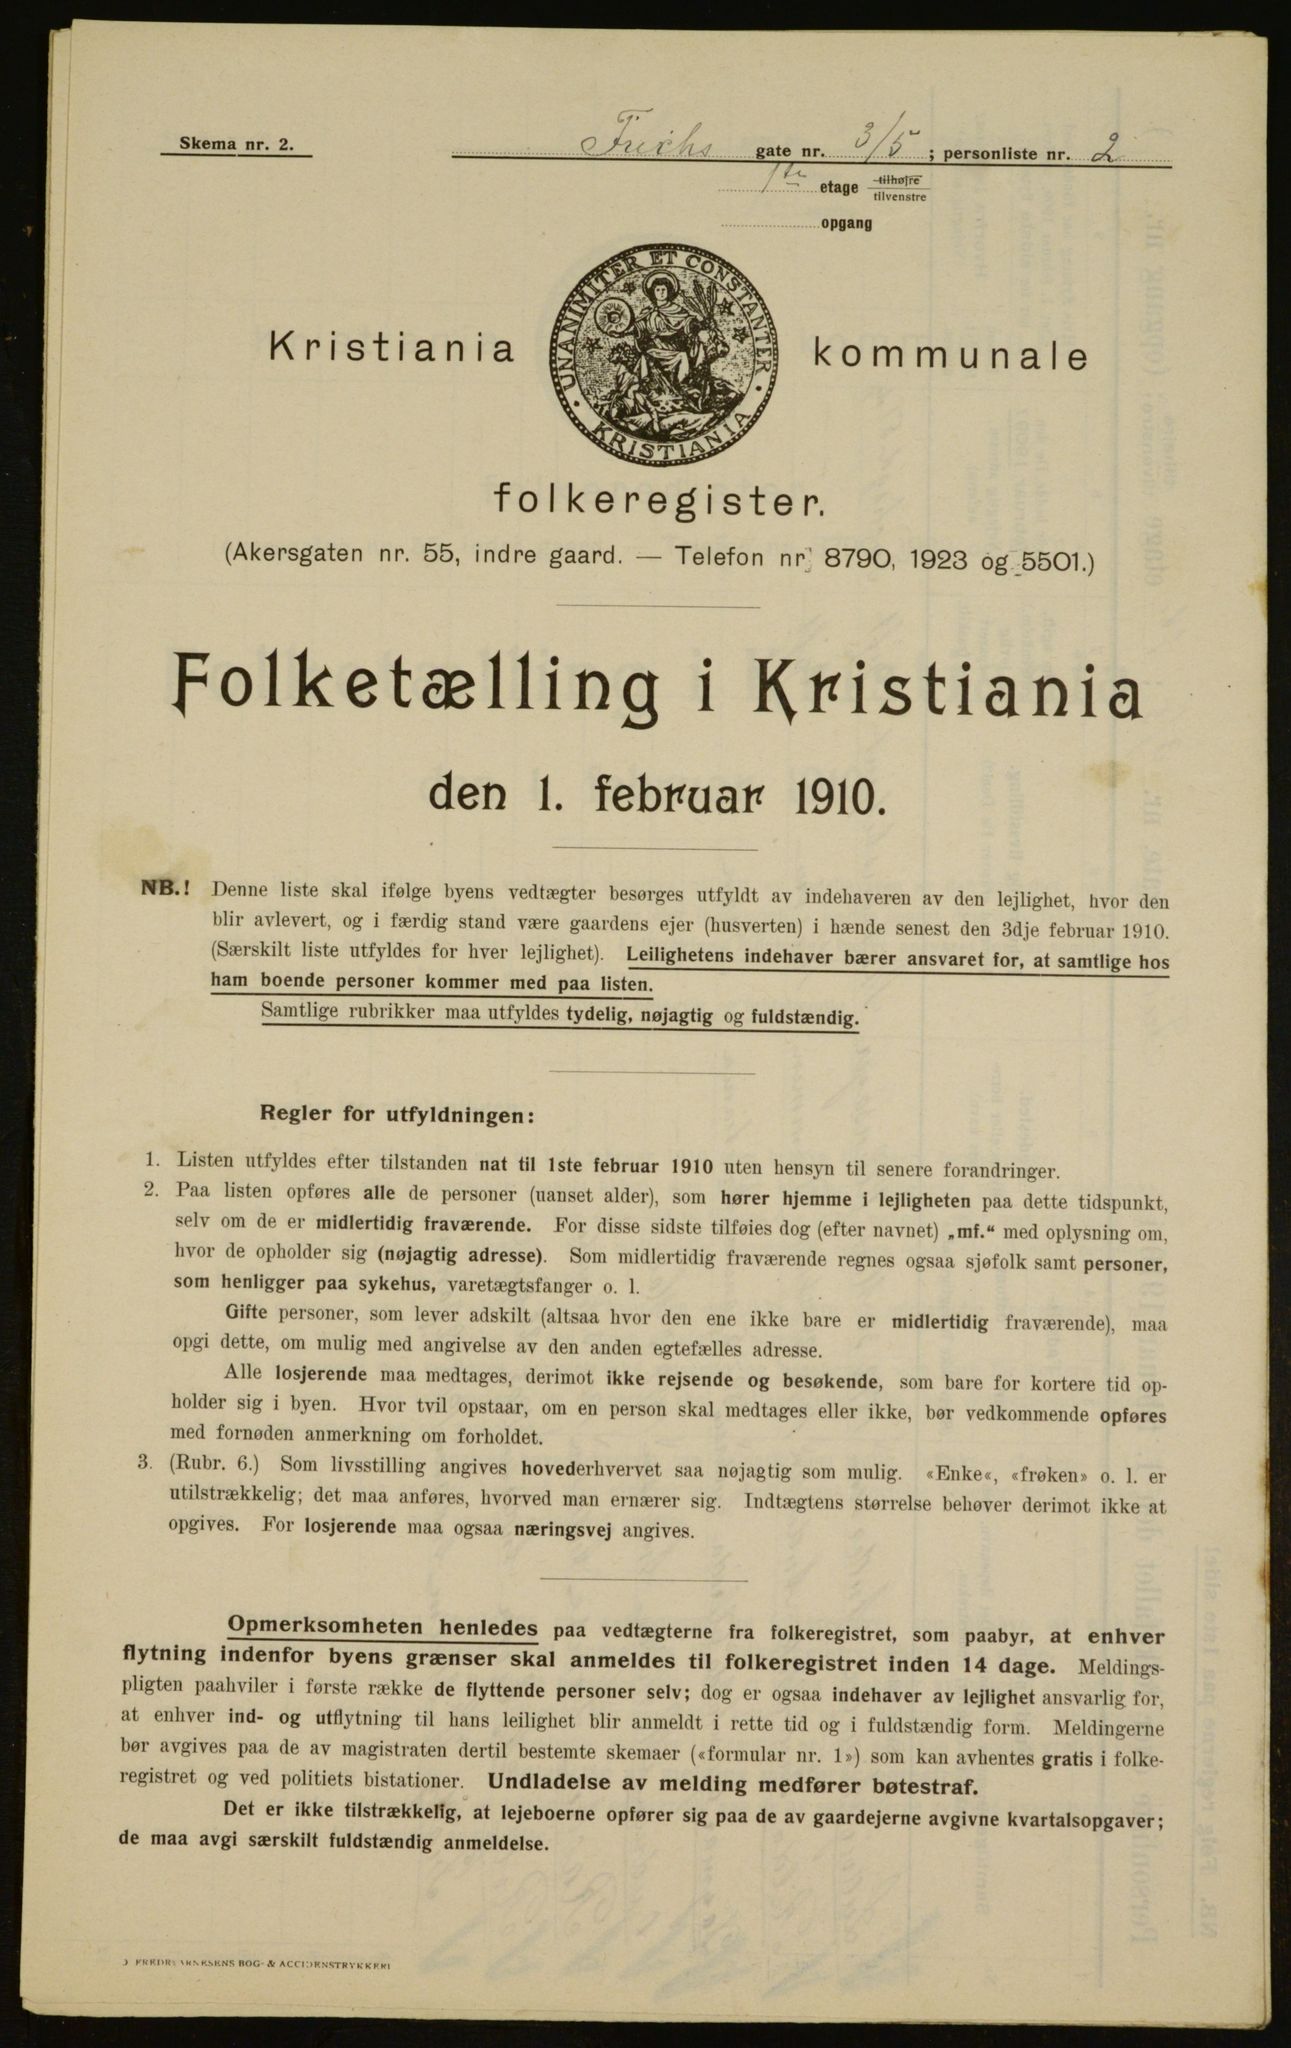 Skema nr. 2.
Frichs gate nr. 3/5 ; personliste nr. 2
1ste etage tilhøjre
tilvenstre
opgang
UNANIMITER ET CONSTANTER
KRISTIANIA
Kristiania kommunale
folkeregister.
(Akersgaten nr. 55, indre gaard. — Telefon nr. 8790, 1923 og 5501.)
Folketælling i Kristiania
den 1. februar 1910.
NB.! Denne liste skal ifølge byens vedtægter besørges utfyldt av indehaveren av den lejlighet, hvor den
blir avlevert, og i færdig stand være gaardens ejer (husverten) i hænde senest den 3dje februar 1910.
(Særskilt liste utfyldes for hver lejlighet). Leilighetens indehaver bærer ansvaret for, at samtlige hos
ham boende personer kommer med paa listen.
Samtlige rubrikker maa utfyldes tydelig, nøjagtig og fuldstændig.
Regler for utfyldningen:
1. Listen utfyldes efter tilstanden nat til 1ste februar 1910 uten hensyn til senere forandringer.
2. Paa listen opføres alle de personer (uanset alder), som hører hjemme i lejligheten paa dette tidspunkt,
selv om de er midlertidig fraværende. For disse sidste tilføies dog (efter navnet) „mf.“ med oplysning om,
hvor de opholder sig (nøjagtig adresse). Som midlertidig fraværende regnes ogsaa sjøfolk samt personer,
som henligger paa sykehus, varetægtsfanger o. l.
Gifte personer, som lever adskilt (altsaa hvor den ene ikke bare er midlertidig fraværende), maa
opgi dette, om mulig med angivelse av den anden egtefælles adresse.
Alle losjerende maa medtages, derimot ikke rejsende og besøkende, som bare for kortere tid op-
holder sig i byen. Hvor tvil opstaar, om en person skal medtages eller ikke, bør vedkommende opføres
med fornøden anmerkning om forholdet.
3. (Rubr. 6.) Som livsstilling angives hovederhvervet saa nøjagtig som mulig. «Enke«, «frøken» o. l. er
utilstrækkelig; det maa anføres, hvorved man ernærer sig. Indtægtens størrelse behøver derimot ikke at
opgives. For losjerende maa ogsaa næringsvej angives.
Opmerksomheten henledes paa vedtægterne fra folkeregistret, som paabyr, at enhver
flytning indenfor byens grænser skal anmeldes til folkeregistret inden 14 dage. Meldings-
pligten paahviler i første række de flyttende personer selv; dog er ogsaa indehaver av lejlighet ansvarlig for,
at enhver ind- og utflytning til hans leilighet blir anmeldt i rette tid og i fuldstændig form. Meldingerne
bør avgives paa de av magistraten dertil bestemte skemaer («formular nr. 1») som kan avhentes gratis i folke-
registret og ved politiets bistationer. Undladelse av melding medfører bøtestraf.
Det er ikke tilstrækkelig, at lejeboerne opfører sig paa de av gaardejerne avgivne kvartalsopgaver;
de maa avgi særskilt fuldstændig anmeldelse.
BOG- & ACCIDENSTRYKKERI